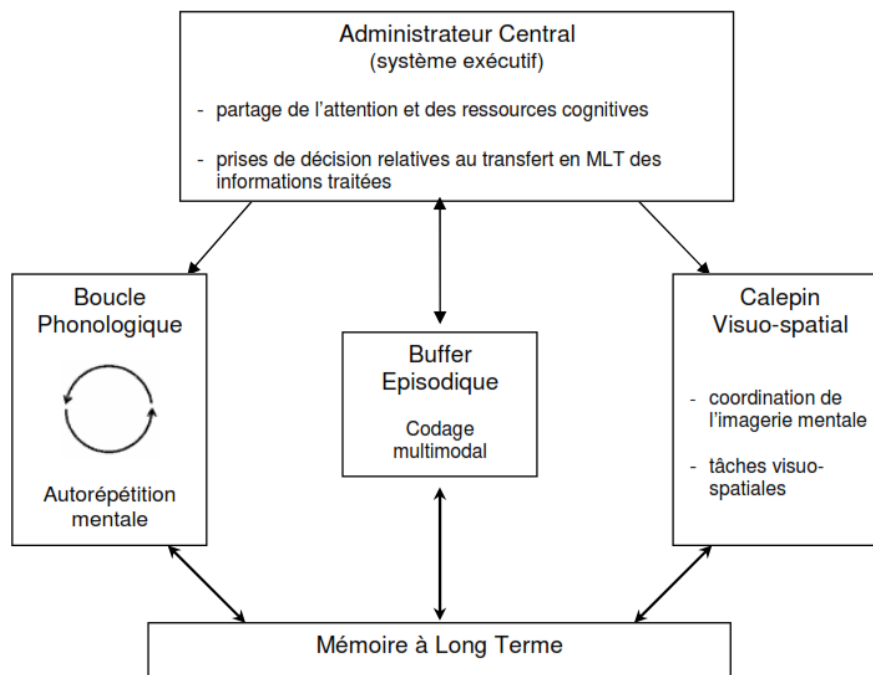 Administrateur Central
(système exécutif)
- partage de l'attention et des ressources cognitives
- prises de décision relatives au transfert en MLT des
informations traitées
Boucle
Phonologique
Autorépétition
mentale
Buffer
Episodique
Codage
multimodal
Calepin
Visuo-spatial
- coordination de
l'imagerie mentale
- tâches visuo-
spatiales
Mémoire à Long Terme